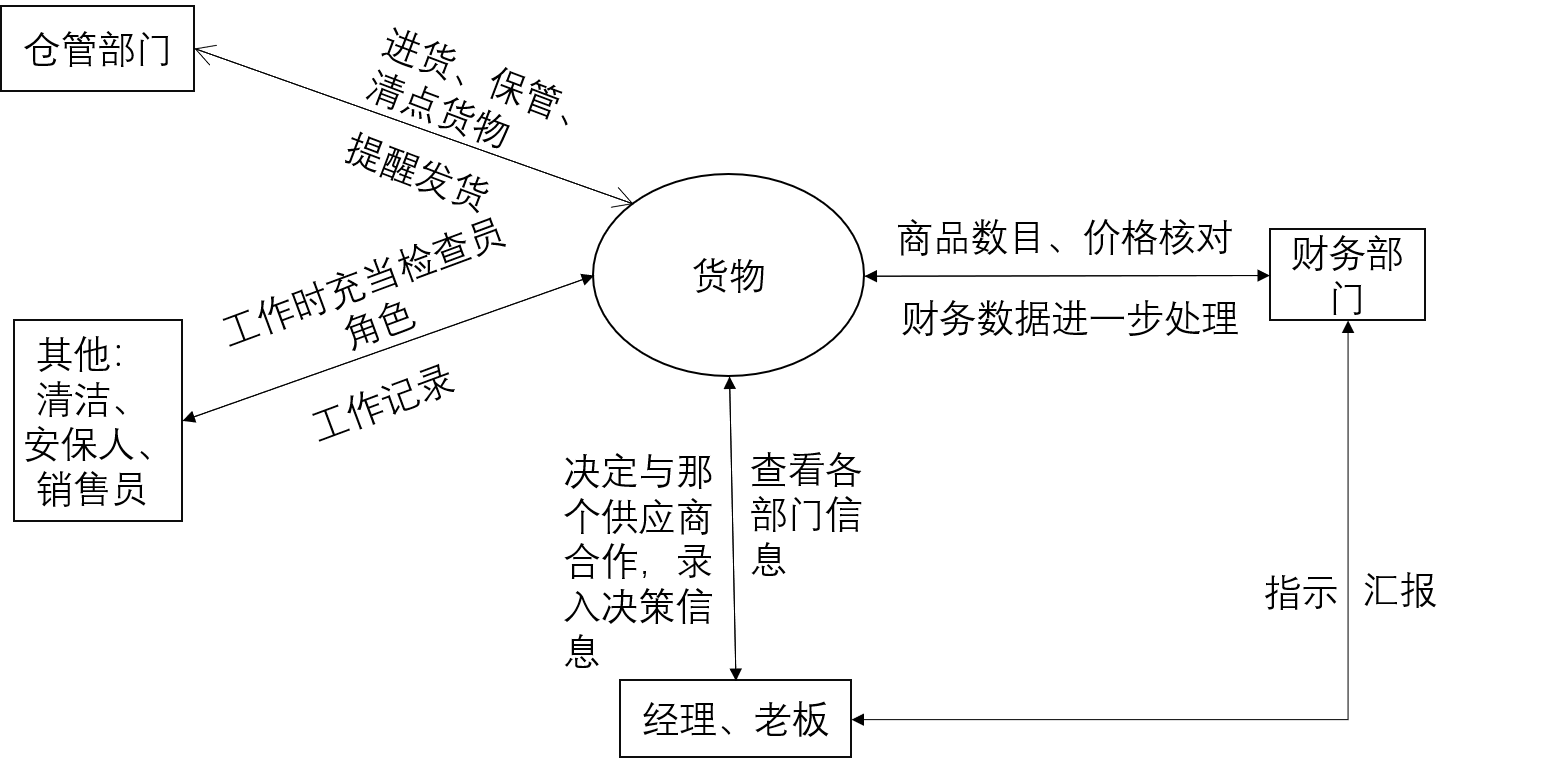 仓管部门
进货、保管、
清点货物
提醒发货
工作时充当检查员
角色
工作记录
其他：
清洁、
安保人、
销售员
货物
商品数目、价格核对
财务数据进一步处理
财务部
门
决定与那
个供应商
合作，录
入决策信
息
查看各
部门信
息
指示
汇报
经理、老板